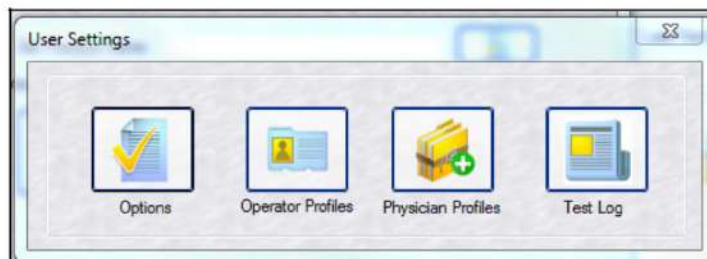 User Settings
Options
Operator Profiles
Physician Profiles
Test Log